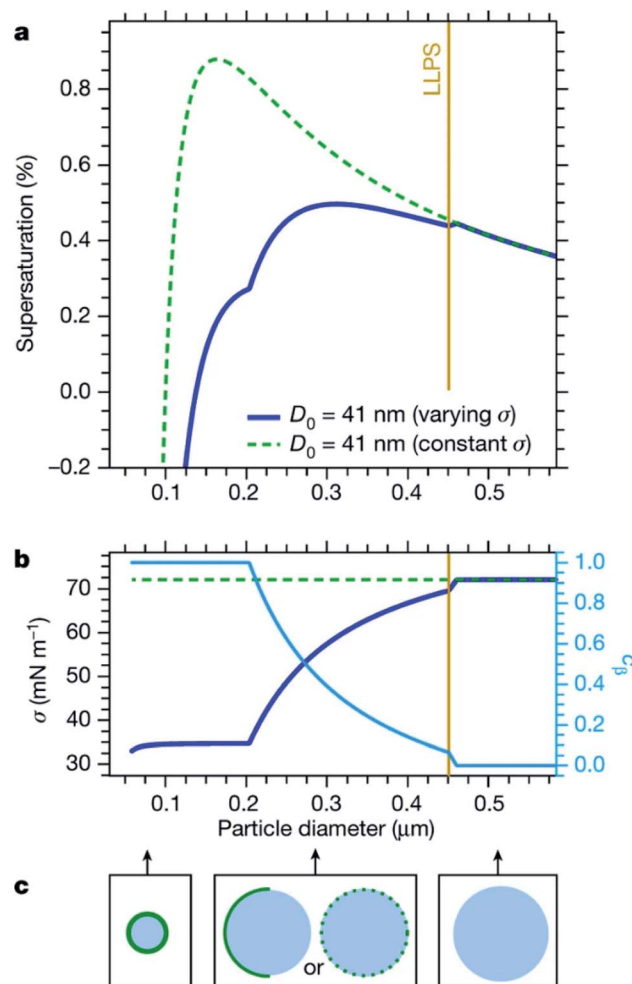 a
LLPS
Supersaturation (%)
0.8
0.6
0.4
0.2
0.0
−0.2
D0 = 41 nm (varying σ)
D0 = 41 nm (constant σ)
0.1 0.2 0.3 0.4 0.5
b
σ (mN m−1)
70
60
50
40
30
1.0
0.8
0.6
0.4
0.2
0.0
cβ
0.1 0.2 0.3 0.4 0.5
Particle diameter (μm)
c
or